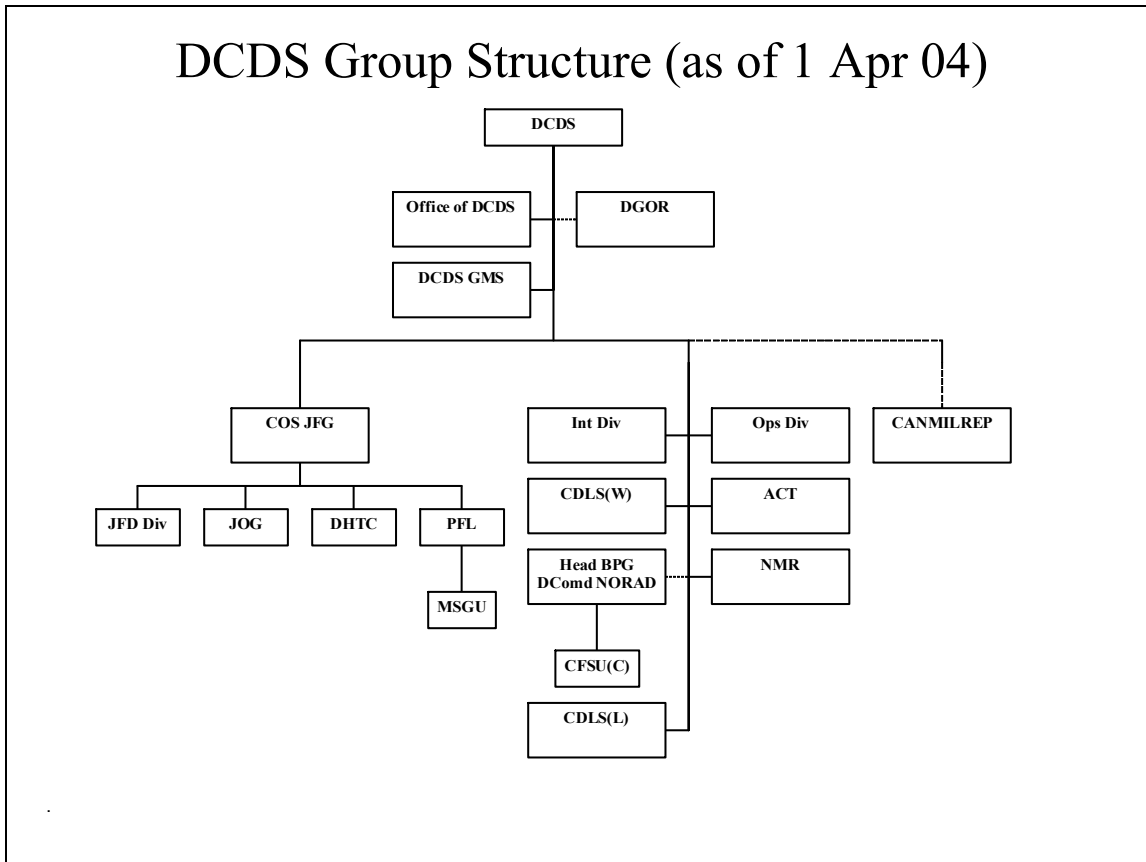 DCDS Group Structure (as of 1 Apr 04)
DCDS
Office of DCDS
DGOR
DCDS GMS
COS JFG
Int Div
Ops Div
CANMILREP
CDLS(W)
ACT
JFD Div
JOG
DHTC
PFL
Head BPG
DComd NORAD
NMR
MSGU
CFSU(C)
CDLS(L)
.